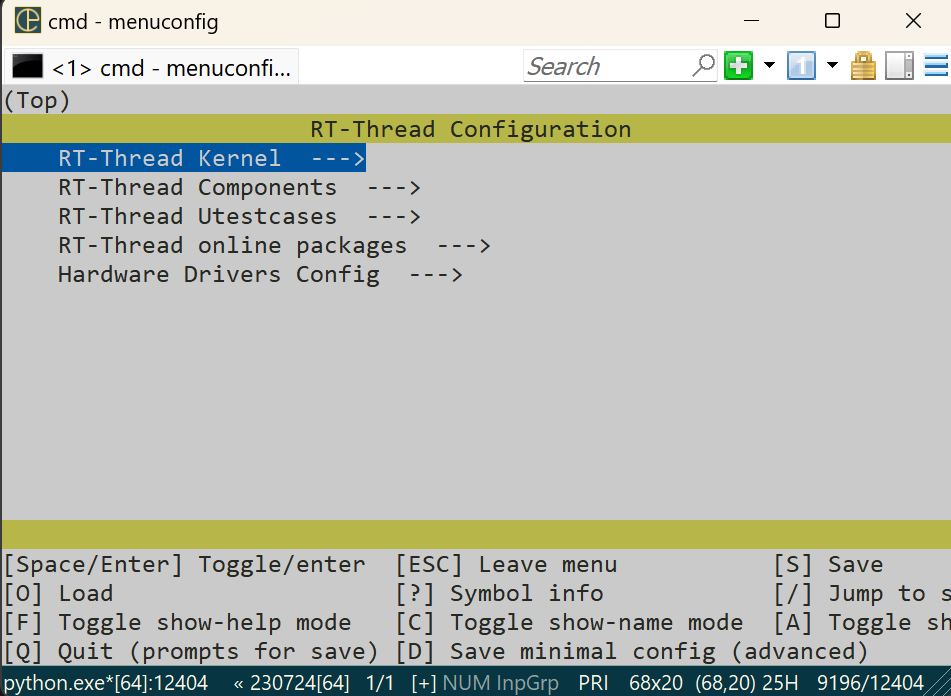 cmd - menuconfig
<1> cmd - menuconfi... Search 1
(Top)
RT-Thread Configuration
RT-Thread Kernel --->
RT-Thread Components --->
RT-Thread Utestcases --->
RT-Thread online packages --->
Hardware Drivers Config --->
[Space/Enter] Toggle/enter [ESC] Leave menu [S] Save
[O] Load [?] Symbol info [/] Jump to s
[F] Toggle show-help mode [C] Toggle show-name mode [A] Toggle sh
[Q] Quit (prompts for save) [D] Save minimal config (advanced)
python.exe*[64]:12404 « 230724[64] 1/1 [+] NUM InpGrp PRI 68x20 (68,20) 25H 9196/12404